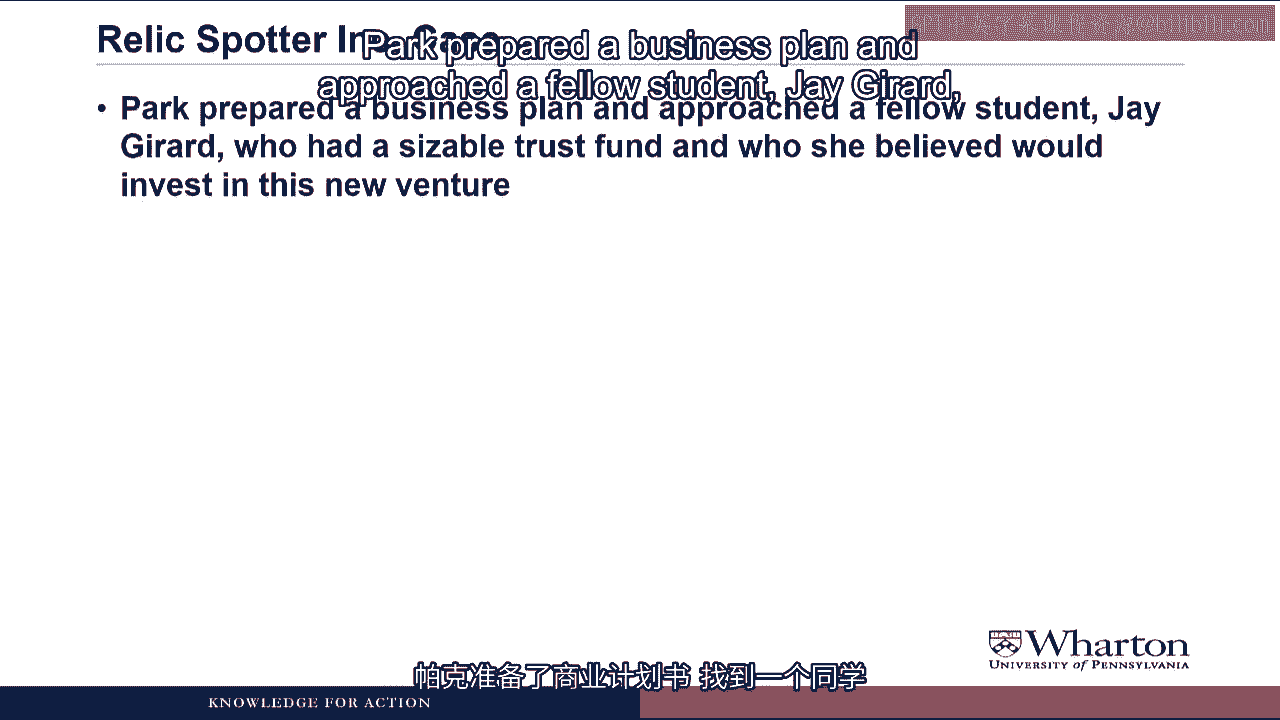 Relic Spotter Inc. Case
Park prepared a business plan and
approached a fellow student, Jay Girard,
• Park prepared a business plan and approached a fellow student, Jay
Girard, who had a sizable trust fund and who she believed would
invest in this new venture
Wharton
UNIVERSITY of PENNSYLVANIA
帕克准备了商业计划书 找到一个同学
KNOWLEDGE FOR ACTION